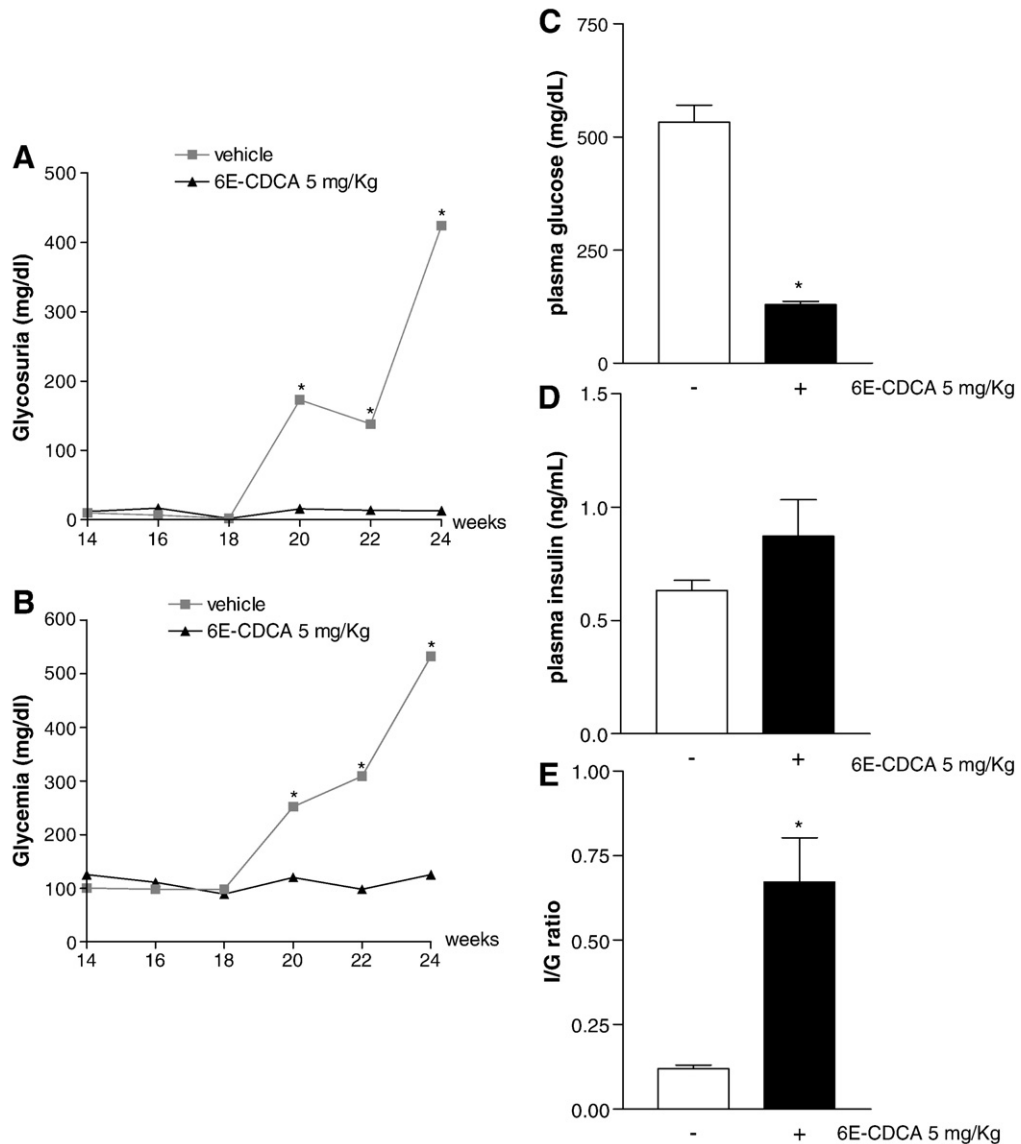 A
vehicle
6E-CDCA 5 mg/Kg
Glycosuria (mg/dl)
500
400
300
200
100
0
14 16 18 20 22 24 weeks
* * *
B
vehicle
6E-CDCA 5 mg/Kg
Glycemia (mg/dl)
600
500
400
300
200
100
0
14 16 18 20 22 24 weeks
* * *
C
plasma glucose (mg/dL)
750
500
250
0
*
- + 6E-CDCA 5 mg/Kg
D
plasma insulin (ng/mL)
1.5
1.0
0.5
0.0
- + 6E-CDCA 5 mg/Kg
E
I/G ratio
1.00
0.75
0.50
0.25
0.00
*
- + 6E-CDCA 5 mg/Kg